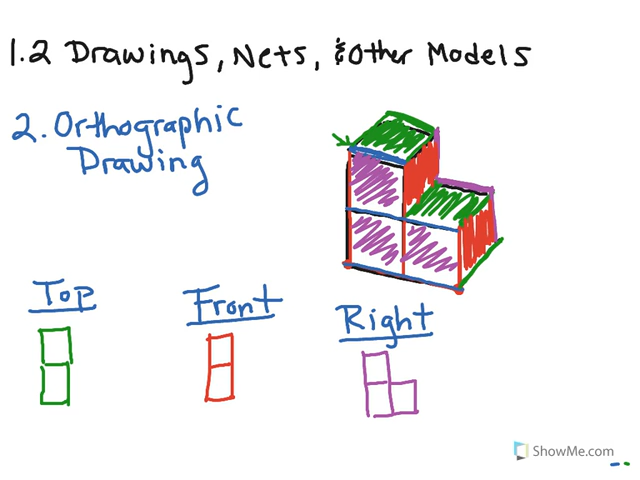 1.2 Drawings, Nets, & Other Models
2. Orthographic
Drawing
Top
Front
Right
ShowMe.com